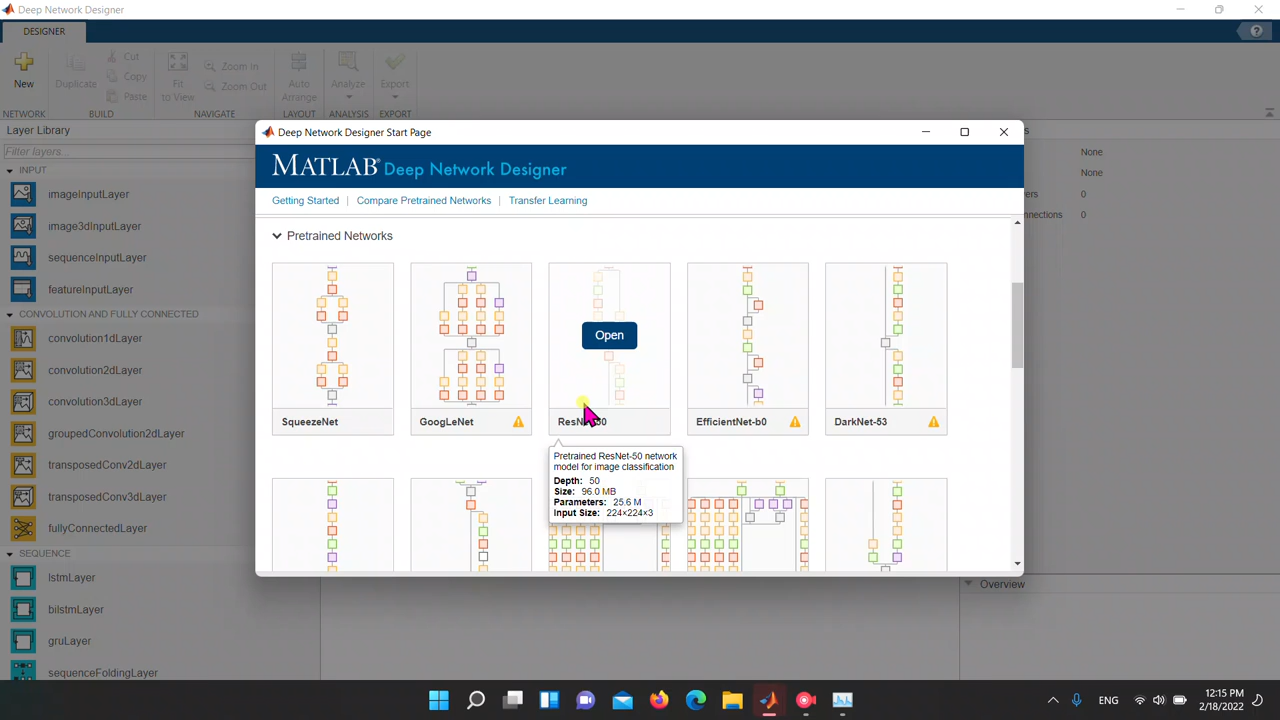 Deep Network Designer
DESIGNER
New
Duplicate
Cut
Copy
Paste
Fit
to View
Zoom In
Zoom Out
Auto
Arrange
Analyze
Export
NETWORK
BUILD
NAVIGATE
LAYOUT
ANALYSIS
EXPORT
Layer Library
Filter layers...
INPUT
imageInputLayer
image3dInputLayer
sequenceInputLayer
featureInputLayer
CONVOLUTION AND FULLY CONNECTED
convolution1dLayer
convolution2dLayer
convolution3dLayer
groupedConvolution2dLayer
transposedConv2dLayer
transposedConv3dLayer
fullyConnectedLayer
SEQUENCE
lstmLayer
bilstmLayer
gruLayer
sequenceFoldingLayer
Deep Network Designer Start Page
MATLAB® Deep Network Designer
Getting Started | Compare Pretrained Networks | Transfer Learning
Pretrained Networks
Open
SqueezeNet
GoogLeNet
EfficientNet-b0
DarkNet-53
Pretrained ResNet-50 network
model for image classification
Depth: 50
Size: 96.0 MB
Parameters: 25.6 M
Input Size: 224×224×3
None
None
0
0
Overview
ENG
12:15 PM
2/18/2022